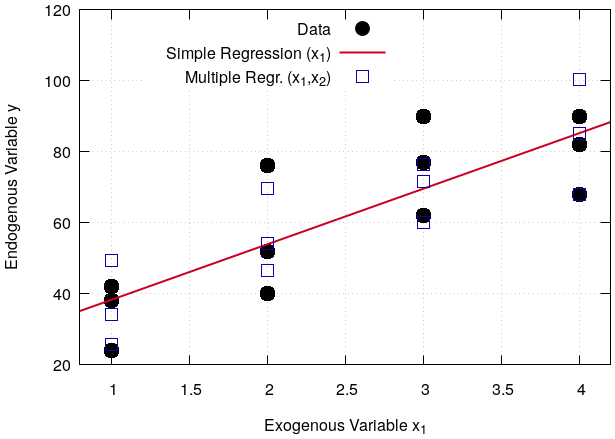 120
100
80
60
40
20
Endogenous Variable y
Data
Simple Regression (x₁)
Multiple Regr. (x₁,x₂)
1 1.5 2 2.5 3 3.5 4
Exogenous Variable x₁